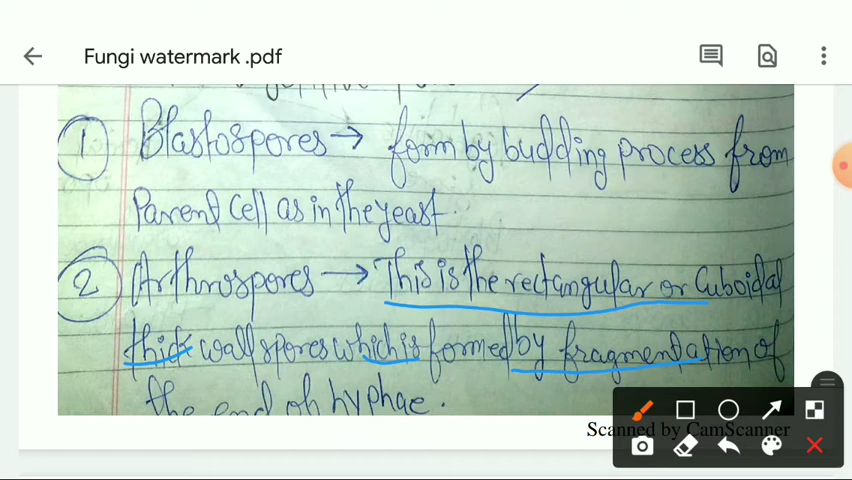 Fungi watermark .pdf
1 Blastospores → form by budding process from
Parent cell as in the yeast.
2 Arthrospores → This is the rectangular or Cuboidal
thick wall spores which is formed by fragmentation of
the end of hyphae.
Scanned by CamScanner